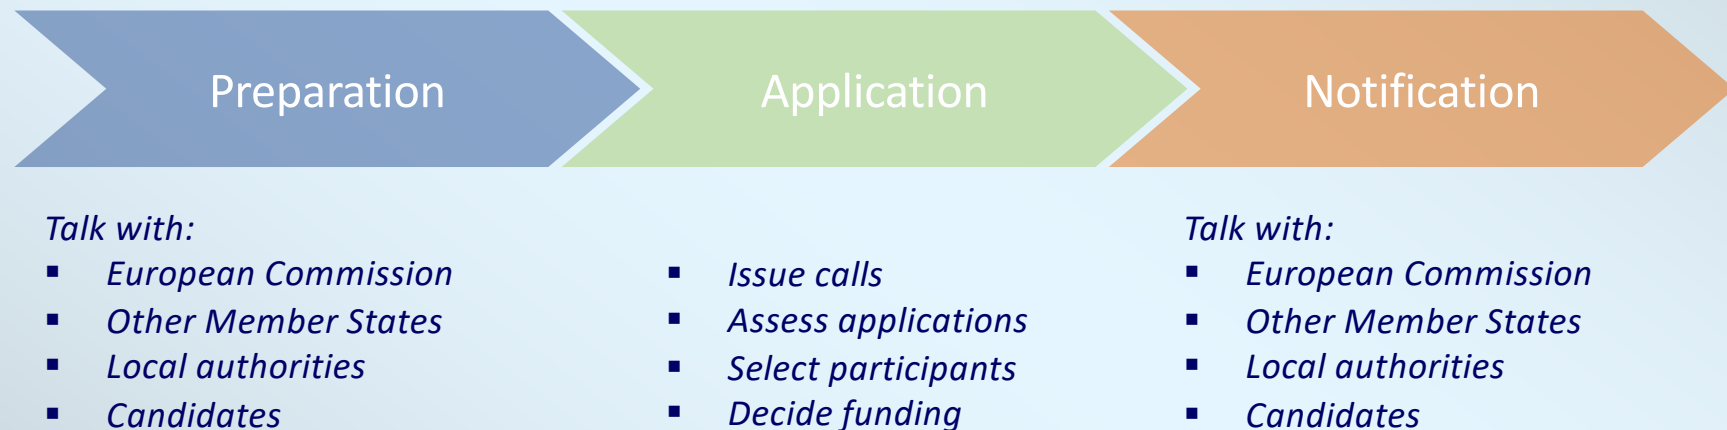 Preparation
Application
Notification
Talk with:
▪ European Commission
▪ Other Member States
▪ Local authorities
▪ Candidates
▪ Issue calls
▪ Assess applications
▪ Select participants
▪ Decide funding
Talk with:
▪ European Commission
▪ Other Member States
▪ Local authorities
▪ Candidates